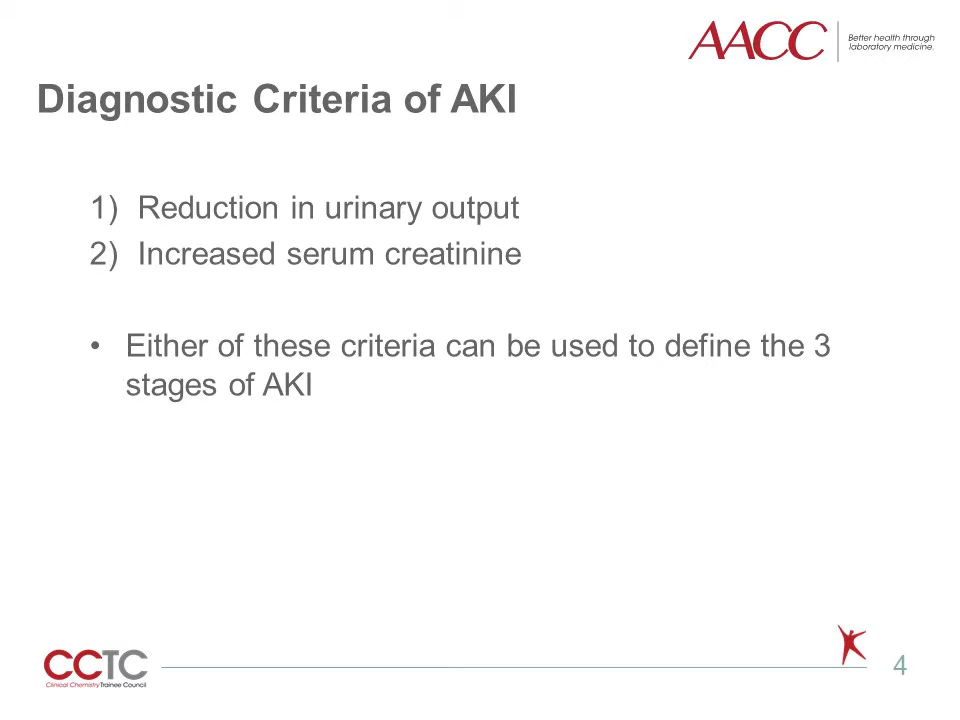 AACC
Better health through
laboratory medicine.
Diagnostic Criteria of AKI
1) Reduction in urinary output
2) Increased serum creatinine
• Either of these criteria can be used to define the 3
stages of AKI
CCTC
Clinical Chemistry Trainee Council
4